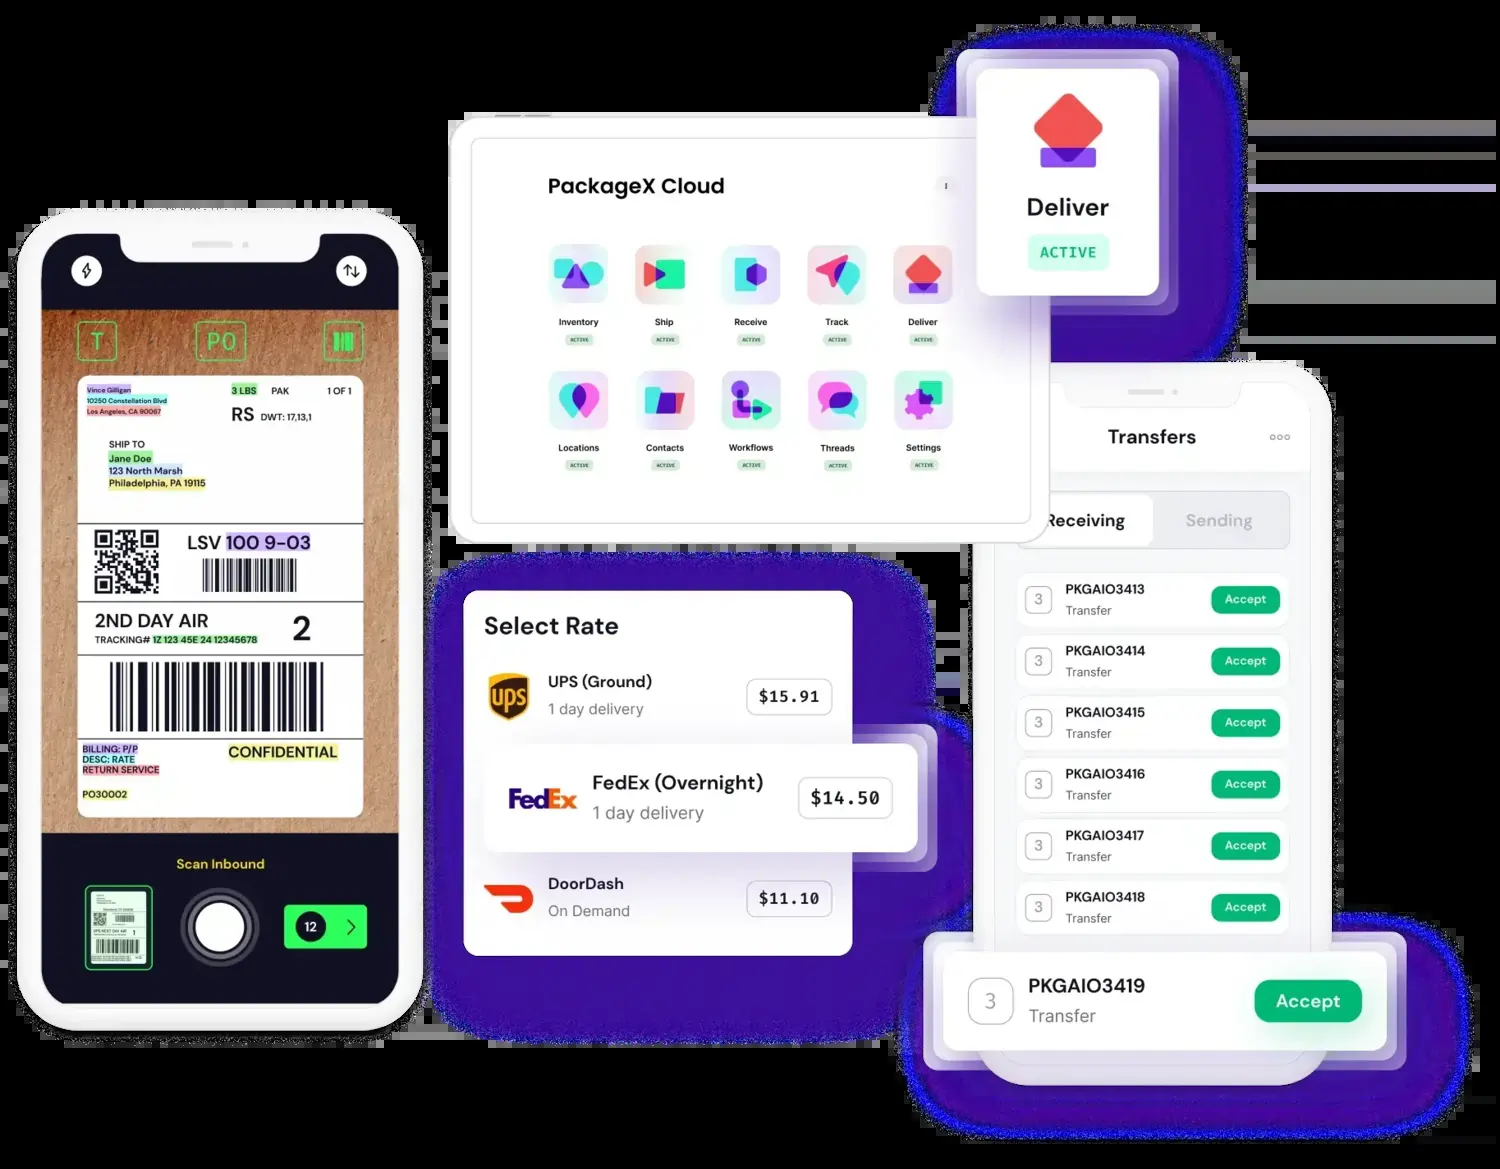 T
PO
Vince Gilligan
10250 Constellation Blvd
Los Angeles, CA 90067
3 LBS PAK 1 OF 1
RS DWT: 17,13,1
SHIP TO
Jane Doe
123 North Marsh
Philadelphia, PA 19115
LSV 100 9-03
2ND DAY AIR
TRACKING# 1Z 123 45E 24 12345678
2
BILLING: P/P
DESC: RATE
RETURN SERVICE
CONFIDENTIAL
PO30002
Scan Inbound
12
PackageX Cloud
Inventory
ACTIVE
Ship
ACTIVE
Receive
ACTIVE
Track
ACTIVE
Deliver
ACTIVE
Locations
ACTIVE
Contacts
ACTIVE
Workflows
ACTIVE
Threads
ACTIVE
Settings
ACTIVE
Deliver
ACTIVE
Select Rate
ups
UPS (Ground)
1 day delivery
$15.91
FedEx
FedEx (Overnight)
1 day delivery
$14.50
DoorDash
On Demand
$11.10
Transfers
Receiving
Sending
3
PKGAIO3413
Transfer
Accept
3
PKGAIO3414
Transfer
Accept
3
PKGAIO3415
Transfer
Accept
3
PKGAIO3416
Transfer
Accept
3
PKGAIO3417
Transfer
Accept
3
PKGAIO3418
Transfer
Accept
3
PKGAIO3419
Transfer
Accept